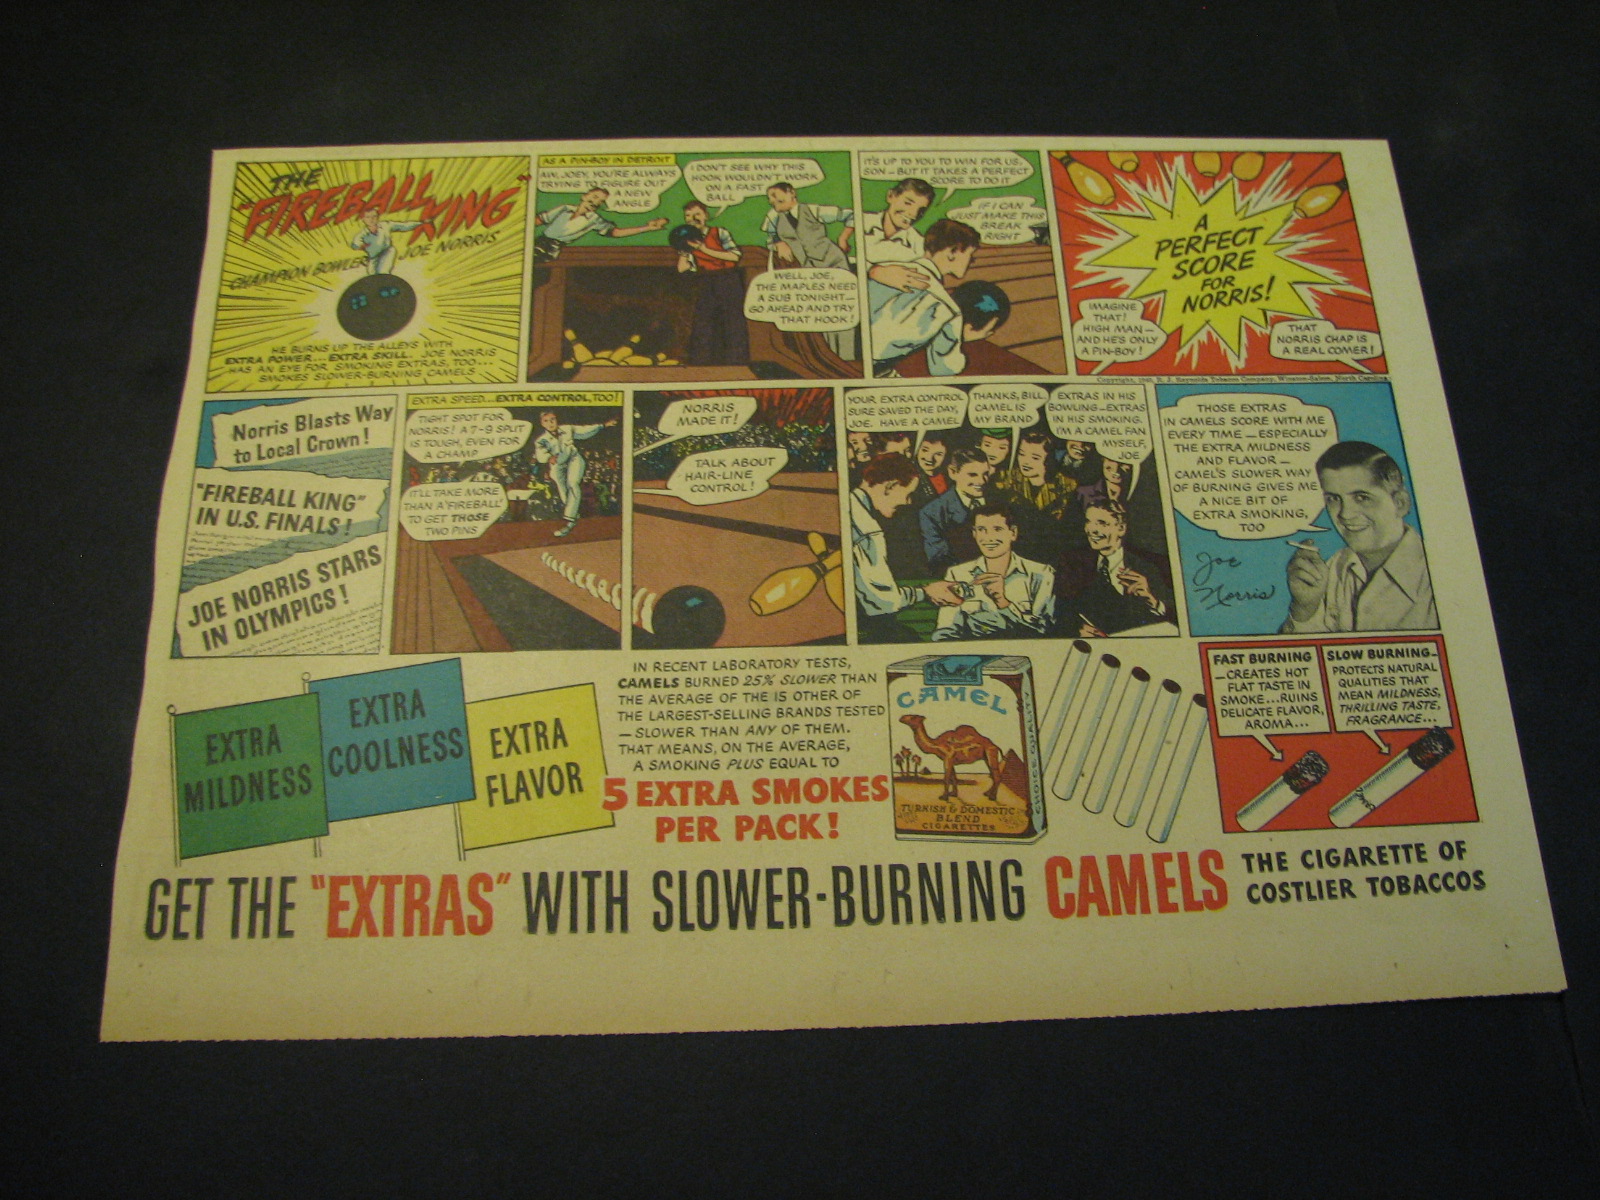 THE
"FIREBALL KING"
CHAMPION BOWLER JOE NORRIS
HE BURNS UP THE ALLEYS WITH
EXTRA POWER...EXTRA SKILL. JOE NORRIS
HAS AN EYE FOR SMOKING EXTRAS, TOO...
SMOKES SLOWER-BURNING CAMELS
AS A PIN-BOY IN DETROIT
AW, JOEY, YOU'RE ALWAYS
TRYING TO FIGURE OUT
A NEW
ANGLE
I DON'T SEE WHY THIS
HOOK WOULDN'T WORK
ON A FAST
BALL
WELL, JOE,
THE MAPLES NEED
A SUB TONIGHT—
GO AHEAD AND TRY
THAT HOOK!
IT'S UP TO YOU TO WIN FOR US,
SON—BUT IT TAKES A PERFECT
SCORE TO DO IT
IF I CAN
JUST MAKE THIS
BREAK
RIGHT
A
PERFECT
SCORE
FOR
NORRIS!
IMAGINE
THAT!
HIGH MAN—
AND HE'S ONLY
A PIN-BOY!
THAT
NORRIS CHAP IS
A REAL COMER!
Copyright, 1940, R. J. Reynolds Tobacco Company, Winston-Salem, North Carolina
Norris Blasts Way
to Local Crown!
"FIREBALL KING"
IN U.S. FINALS!
JOE NORRIS STARS
IN OLYMPICS!
EXTRA SPEED...EXTRA CONTROL, TOO!
TIGHT SPOT FOR
NORRIS! A 7-9 SPLIT
IS TOUGH, EVEN FOR
A CHAMP
IT'LL TAKE MORE
THAN A "FIREBALL"
TO GET THOSE
TWO PINS
NORRIS
MADE IT!
TALK ABOUT
HAIR-LINE
CONTROL!
YOUR EXTRA CONTROL
SURE SAVED THE DAY,
JOE. HAVE A CAMEL
THANKS, BILL.
CAMEL IS
MY BRAND
EXTRAS IN HIS
BOWLING—EXTRAS
IN HIS SMOKING.
I'M A CAMEL FAN
MYSELF,
JOE
THOSE EXTRAS
IN CAMELS SCORE WITH ME
EVERY TIME—ESPECIALLY
THE EXTRA MILDNESS
AND FLAVOR—
CAMEL'S SLOWER WAY
OF BURNING GIVES ME
A NICE BIT OF
EXTRA SMOKING,
TOO
Joe
Norris
EXTRA
MILDNESS
EXTRA
COOLNESS
EXTRA
FLAVOR
IN RECENT LABORATORY TESTS,
CAMELS BURNED 25% SLOWER THAN
THE AVERAGE OF THE 15 OTHER OF
THE LARGEST-SELLING BRANDS TESTED
—SLOWER THAN ANY OF THEM.
THAT MEANS, ON THE AVERAGE,
A SMOKING PLUS EQUAL TO
5 EXTRA SMOKES
PER PACK!
CAMEL
TURKISH & DOMESTIC
BLEND
CIGARETTES
CHOICE QUALITY
FAST BURNING
—CREATES HOT
FLAT TASTE IN
SMOKE...RUINS
DELICATE FLAVOR,
AROMA...
SLOW BURNING—
PROTECTS NATURAL
QUALITIES THAT
MEAN MILDNESS,
THRILLING TASTE,
FRAGRANCE...
GET THE "EXTRAS" WITH SLOWER-BURNING CAMELS
THE CIGARETTE OF
COSTLIER TOBACCOS